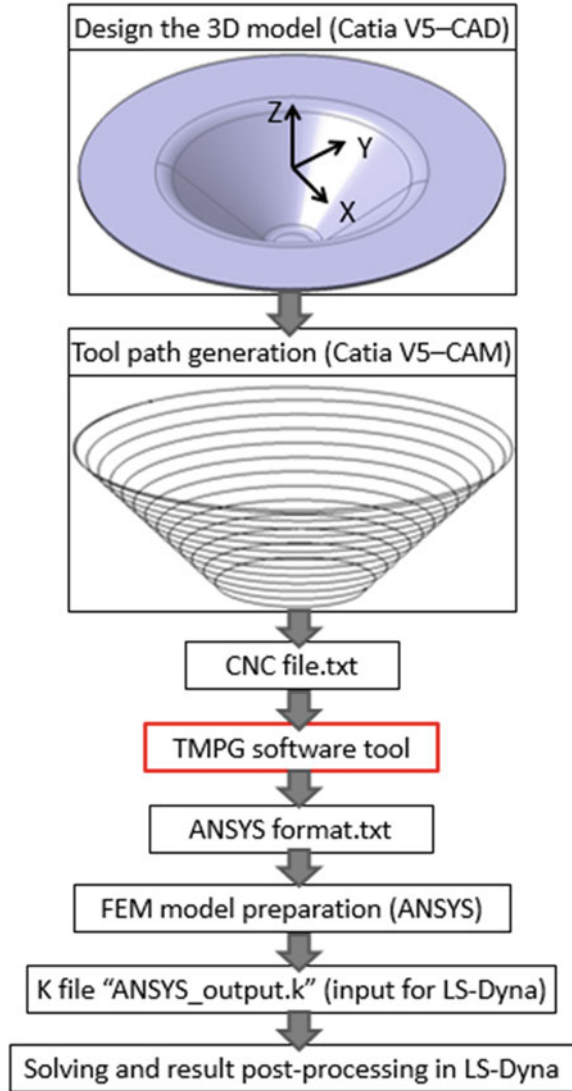 Design the 3D model (Catia V5–CAD)
Z
Y
X
Tool path generation (Catia V5–CAM)
CNC file.txt
TMPG software tool
ANSYS format.txt
FEM model preparation (ANSYS)
K file “ANSYS_output.k” (input for LS-Dyna)
Solving and result post-processing in LS-Dyna